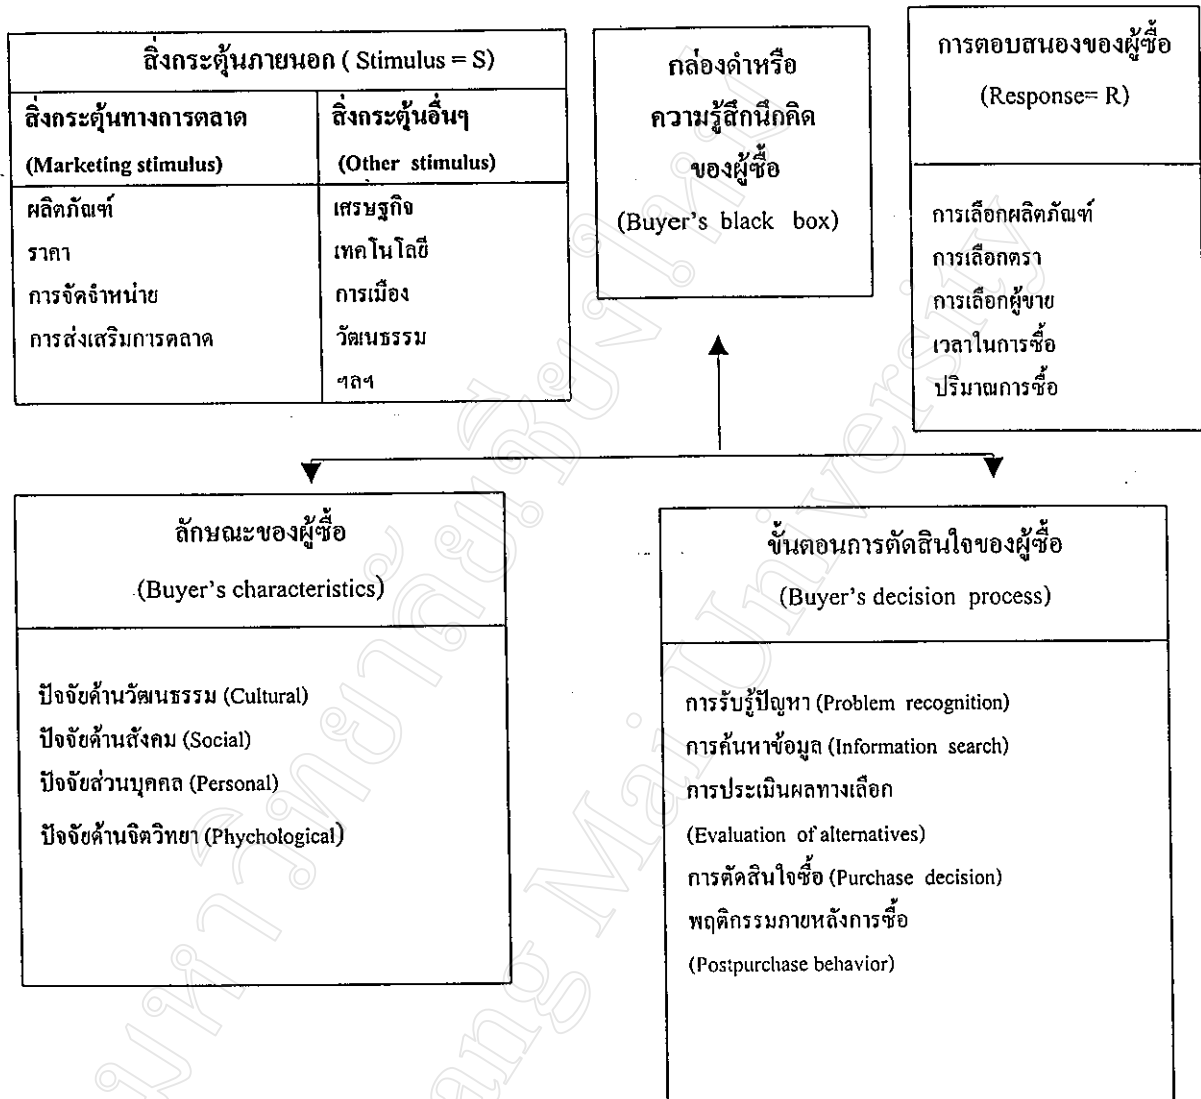 สิ่งกระตุ้นภายนอก ( Stimulus = S)
สิ่งกระตุ้นทางการตลาด
(Marketing stimulus)
สิ่งกระตุ้นอื่นๆ
(Other stimulus)
ผลิตภัณฑ์
ราคา
การจัดจำหน่าย
การส่งเสริมการตลาด
เศรษฐกิจ
เทคโนโลยี
การเมือง
วัฒนธรรม
ฯลฯ
กล่องดำหรือ
ความรู้สึกนึกคิด
ของผู้ซื้อ
(Buyer's black box)
การตอบสนองของผู้ซื้อ
(Response= R)
การเลือกผลิตภัณฑ์
การเลือกตรา
การเลือกผู้ขาย
เวลาในการซื้อ
ปริมาณการซื้อ
ลักษณะของผู้ซื้อ
(Buyer's characteristics)
ปัจจัยด้านวัฒนธรรม (Cultural)
ปัจจัยด้านสังคม (Social)
ปัจจัยส่วนบุคคล (Personal)
ปัจจัยด้านจิตวิทยา (Phychological)
ขั้นตอนการตัดสินใจของผู้ซื้อ
(Buyer's decision process)
การรับรู้ปัญหา (Problem recognition)
การค้นหาข้อมูล (Information search)
การประเมินผลทางเลือก
(Evaluation of alternatives)
การตัดสินใจซื้อ (Purchase decision)
พฤติกรรมภายหลังการซื้อ
(Postpurchase behavior)
มหาวิทยาลัยเชียงใหม่
ang Mai University